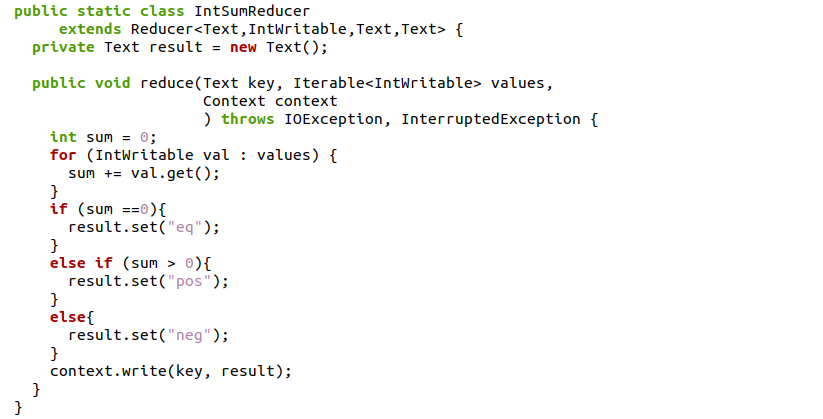 public static class IntSumReducer
     extends Reducer<Text,IntWritable,Text,Text> {
  private Text result = new Text();

  public void reduce(Text key, Iterable<IntWritable> values,
                     Context context
                     ) throws IOException, InterruptedException {
    int sum = 0;
    for (IntWritable val : values) {
      sum += val.get();
    }
    if (sum ==0){
      result.set("eq");
    }
    else if (sum > 0){
      result.set("pos");
    }
    else{
      result.set("neg");
    }
    context.write(key, result);
  }
}